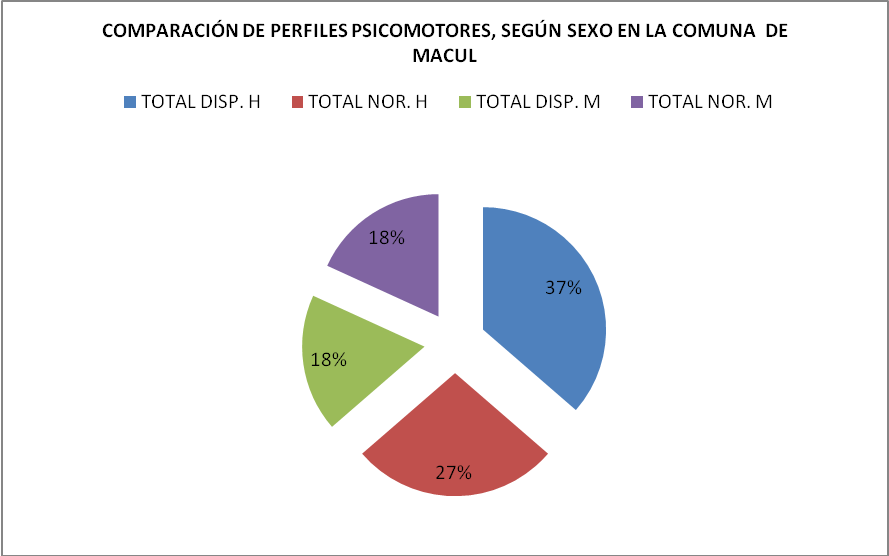 COMPARACIÓN DE PERFILES PSICOMOTORES, SEGÚN SEXO EN LA COMUNA DE
MACUL
TOTAL DISP. H TOTAL NOR. H TOTAL DISP. M TOTAL NOR. M
18%
37%
18%
27%